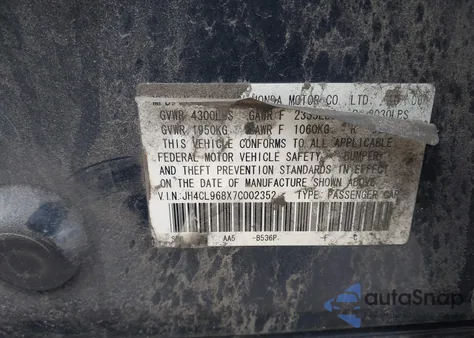 HONDA MOTOR CO., LTD.
GVWR 4300LBS GAWR F LBS
GVWR 1950KG GAWR F 1060KG R
THIS VEHICLE CONFORMS TO ALL APPLICABLE
FEDERAL MOTOR VEHICLE SAFETY, BUMPER,
AND THEFT PREVENTION STANDARDS IN EFFECT
ON THE DATE OF MANUFACTURE SHOWN ABOVE.
V.I.N:JH4CL968X7C002352 TYPE: PASSENGER CAR
AA5 -B536P
autoSnap